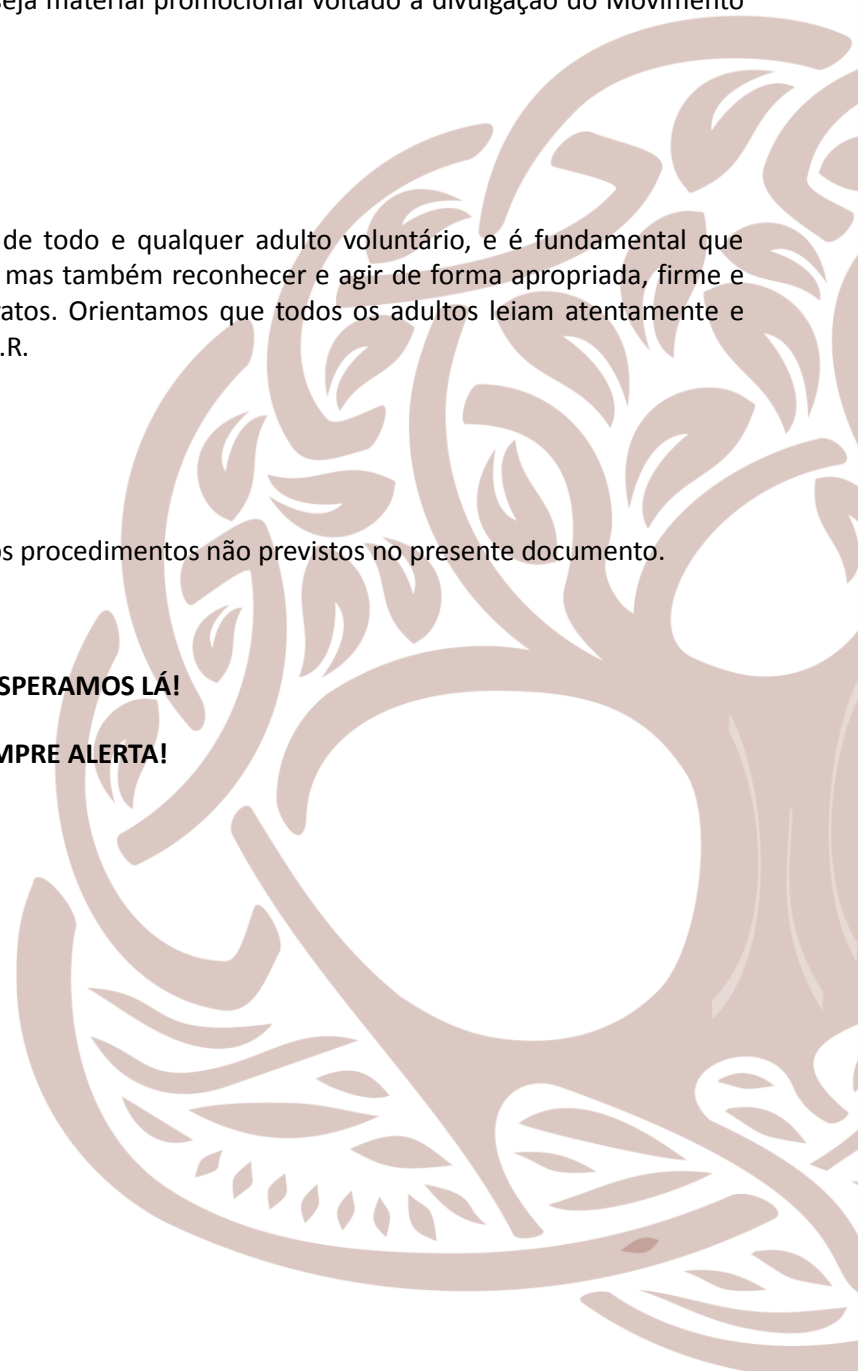 seja material promocional voltado à divulgação do Movimento
de todo e qualquer adulto voluntário, e é fundamental que
mas também reconhecer e agir de forma apropriada, firme e
ratos. Orientamos que todos os adultos leiam atentamente e
.R.
os procedimentos não previstos no presente documento.
SPERAMOS LÁ!
MPRE ALERTA!